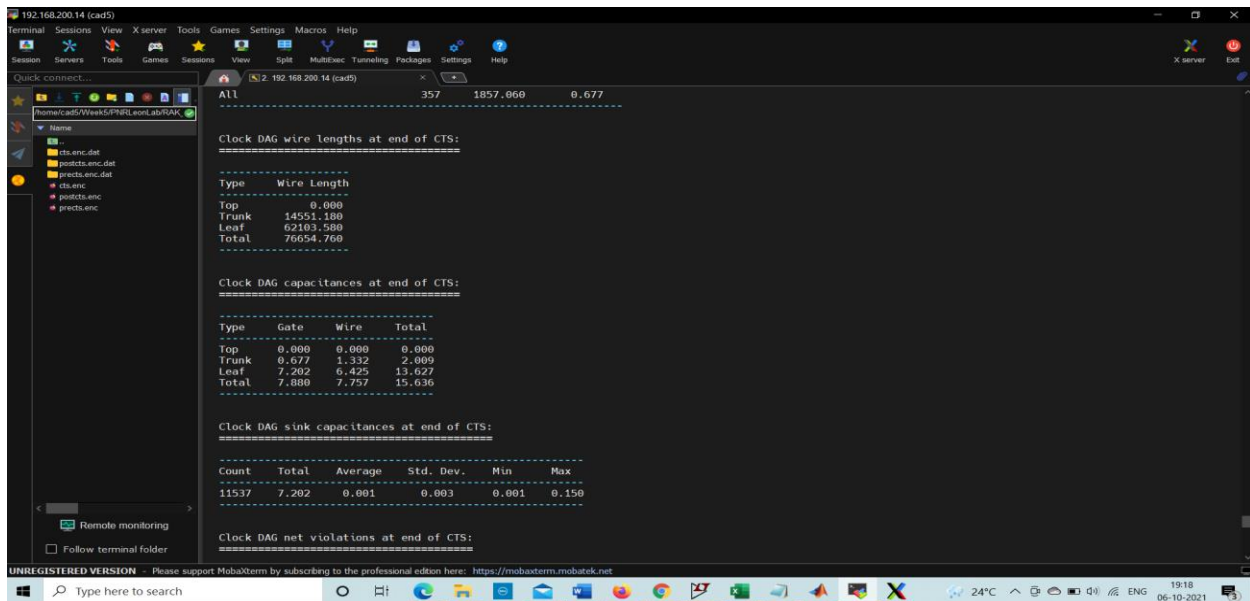 192.168.200.14 (cad5)
Terminal Sessions View X server Tools Games Settings Macros Help
Session Servers Tools Games Sessions View Split MultiExec Tunneling Packages Settings Help X server Exit
Quick connect... 2. 192.168.200.14 (cad5)
/home/cad5/Week5/PNRLeonLab/RAK_
Name
..
cts.enc.dat
postcts.enc.dat
prects.enc.dat
cts.enc
postcts.enc
prects.enc
All 357 1857.060 0.677
Clock DAG wire lengths at end of CTS:
=====================================
Type Wire Length
Top 0.000
Trunk 14551.180
Leaf 62103.580
Total 76654.760
Clock DAG capacitances at end of CTS:
=====================================
Type Gate Wire Total
Top 0.000 0.000 0.000
Trunk 0.677 1.332 2.009
Leaf 7.202 6.425 13.627
Total 7.880 7.757 15.636
Clock DAG sink capacitances at end of CTS:
==========================================
Count Total Average Std. Dev. Min Max
11537 7.202 0.001 0.003 0.001 0.150
Clock DAG net violations at end of CTS:
=======================================
Remote monitoring
Follow terminal folder
UNREGISTERED VERSION - Please support MobaXterm by subscribing to the professional edition here: https://mobaxterm.mobatek.net
Type here to search 24°C ENG 19:18
06-10-2021